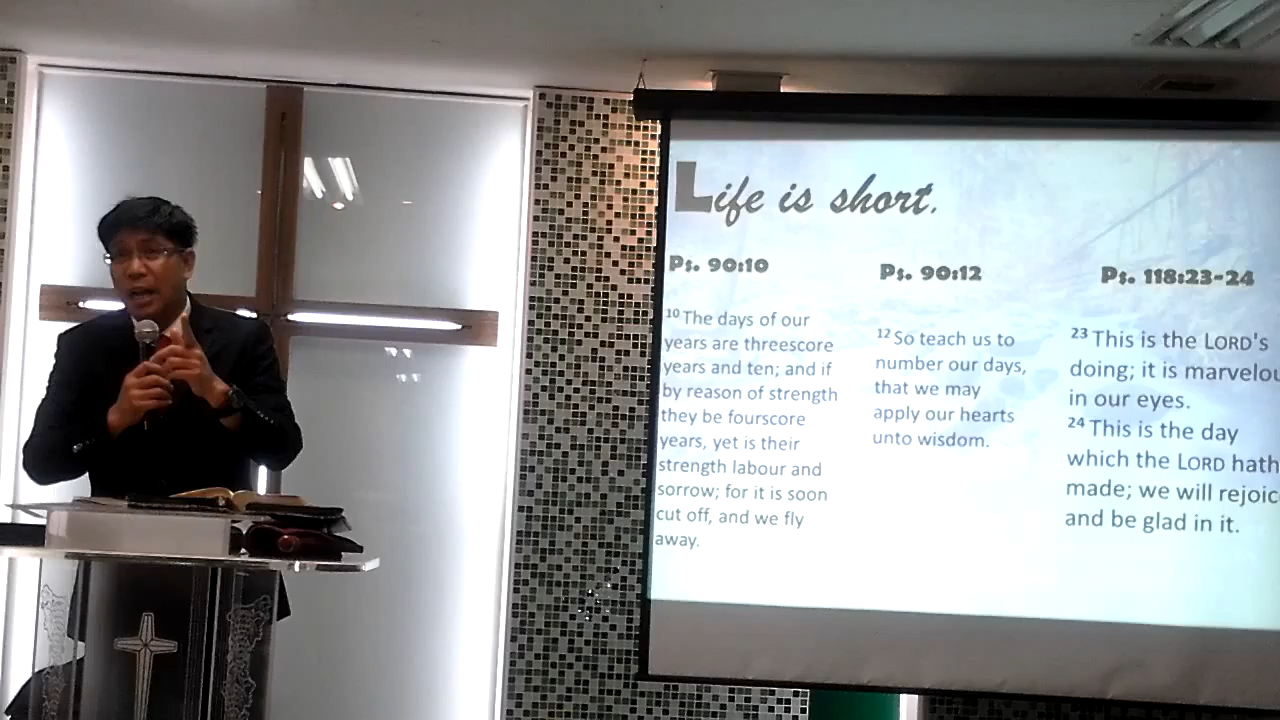 Life is short.
Ps. 90:10
10 The days of our
years are threescore
years and ten; and if
by reason of strength
they be fourscore
years, yet is their
strength labour and
sorrow; for it is soon
cut off, and we fly
away.
Ps. 90:12
12 So teach us to
number our days,
that we may
apply our hearts
unto wisdom.
Ps. 118:23-24
23 This is the LORD's
doing; it is marvelou
in our eyes.
24 This is the day
which the LORD hath
made; we will rejoic
and be glad in it.